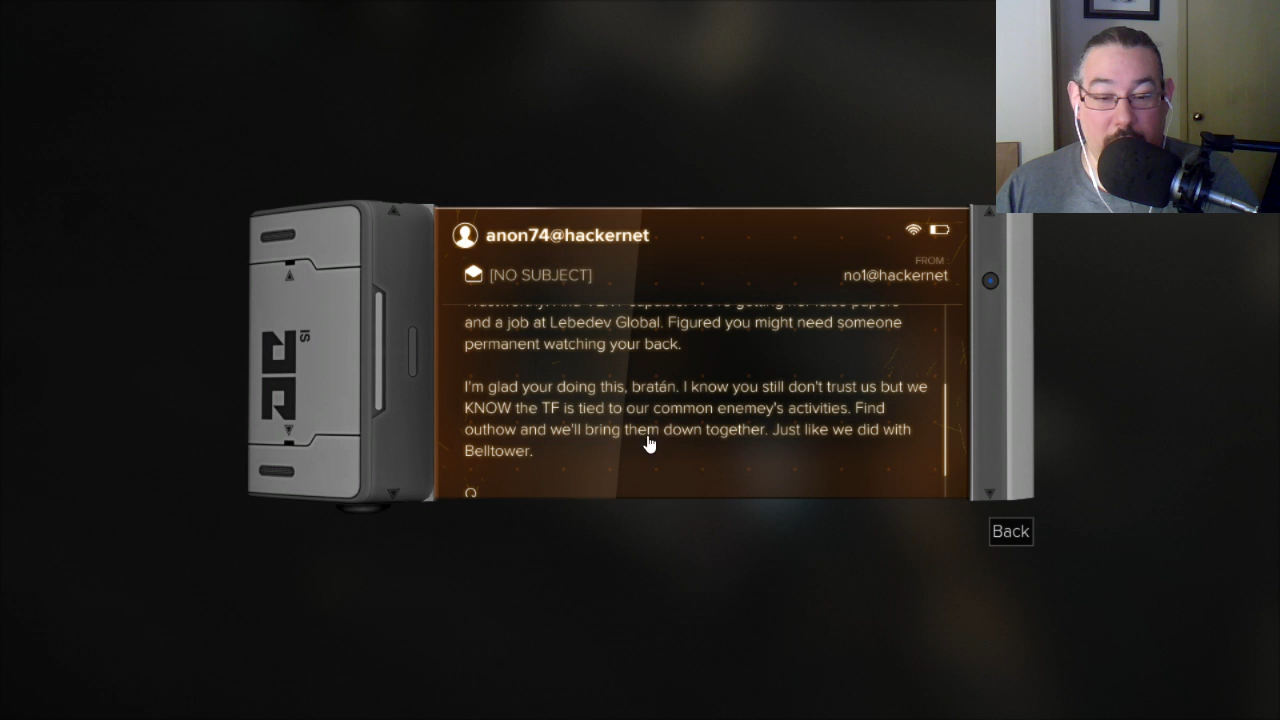 anon74@hackernet
FROM:
[NO SUBJECT]
no1@hackernet
and a job at Lebedev Global. Figured you might need someone
permanent watching your back.
I'm glad your doing this, bratán. I know you still don't trust us but we
KNOW the TF is tied to our common enemey's activities. Find
outhow and we'll bring them down together. Just like we did with
Belltower.
IS
Back